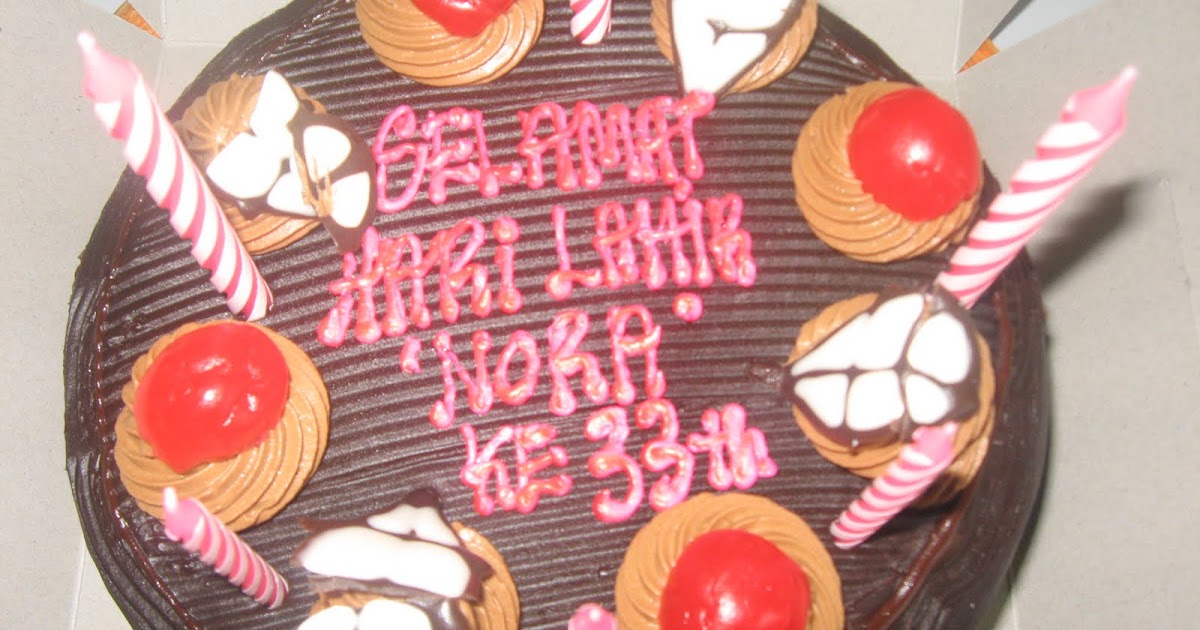 SELAMAT
HARi LAHIR
"NORA"
KE 33th